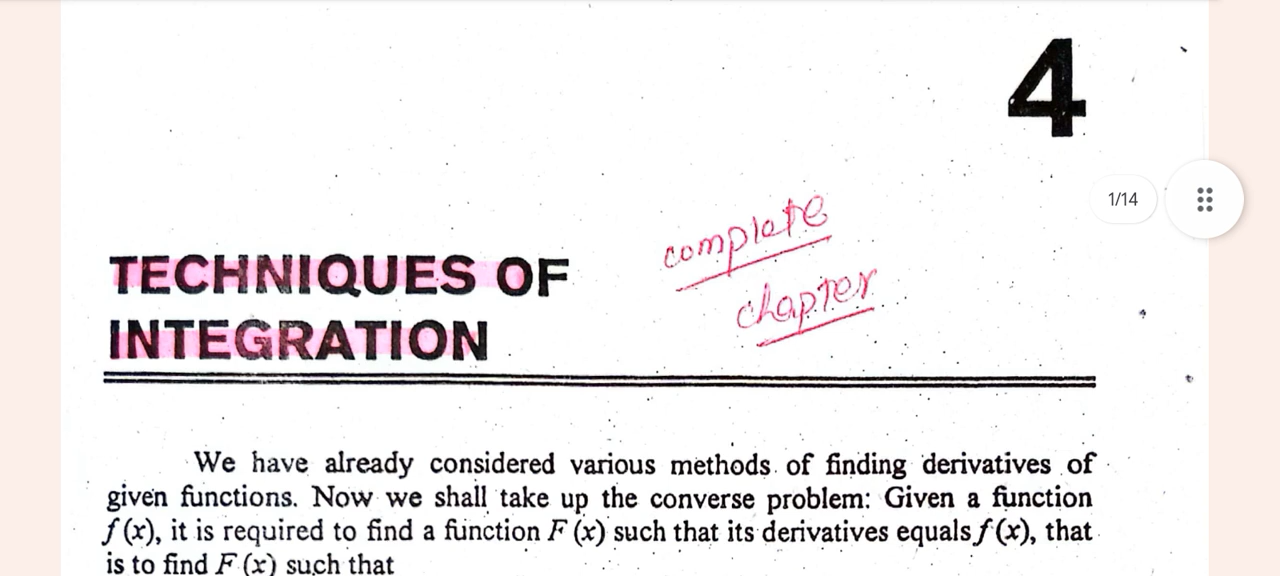 4
1/14
complete
chapter
TECHNIQUES OF
INTEGRATION
We have already considered various methods of finding derivatives of
given functions. Now we shall take up the converse problem: Given a function
f (x), it is required to find a function F (x) such that its derivatives equals f (x), that
is to find F (x) such that